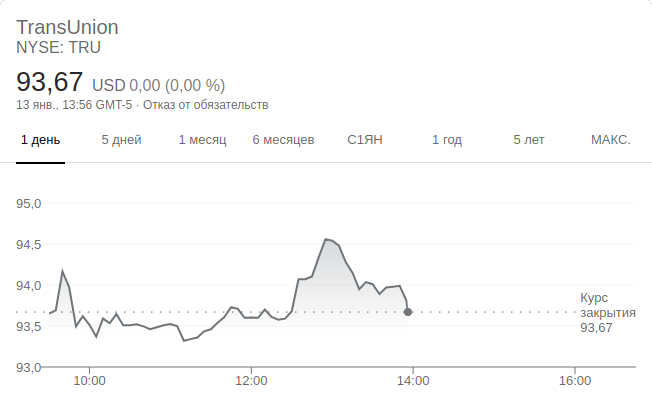 TransUnion
NYSE: TRU
93,67 USD 0,00 (0,00 %)
13 янв., 13:56 GMT-5 · Отказ от обязательств
1 день 5 дней 1 месяц 6 месяцев С1ЯН 1 год 5 лет МАКС.
95,0
94,5
94,0
93,5
93,0
Курс
закрытия
93,67
10:00 12:00 14:00 16:00